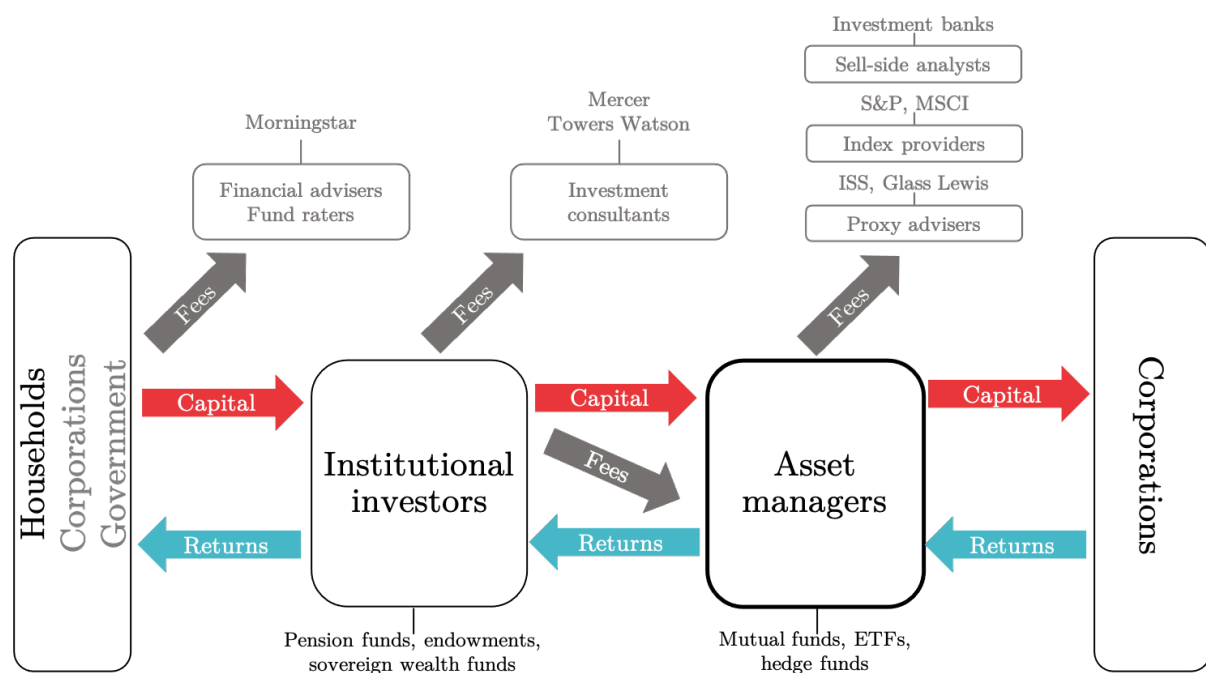 Investment banks
Sell-side analysts
S&P, MSCI
Index providers
ISS, Glass Lewis
Proxy advisers
Mercer
Towers Watson
Investment
consultants
Morningstar
Financial advisers
Fund raters
Fees
Fees
Fees
Households
Corporations
Government
Capital
Institutional
investors
Capital
Fees
Asset
managers
Capital
Corporations
Returns
Returns
Returns
Pension funds, endowments,
sovereign wealth funds
Mutual funds, ETFs,
hedge funds